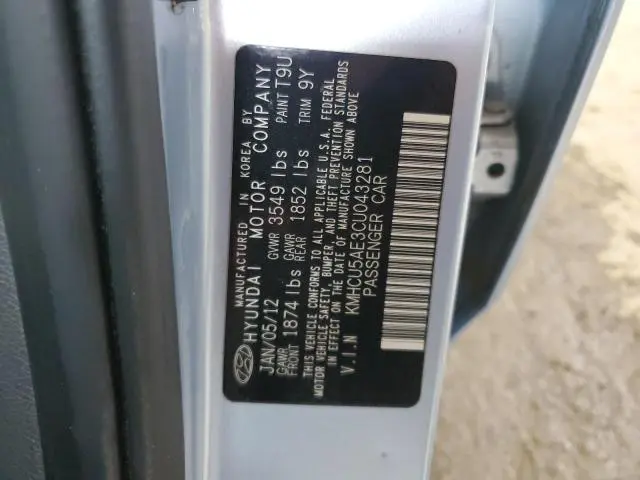 MANUFACTURED IN KOREA BY
HYUNDAI MOTOR COMPANY
JAN/05/12 GVWR 3549 lbs PAINT T9U
GAWR FRONT 1874 lbs GAWR REAR 1852 lbs TRIM 9Y
THIS VEHICLE CONFORMS TO ALL APPLICABLE U.S.A. FEDERAL
MOTOR VEHICLE SAFETY, BUMPER, AND THEFT PREVENTION STANDARDS
IN EFFECT ON THE DATE OF MANUFACTURE SHOWN ABOVE
V.I.N KMHCU5AE3CU043281
PASSENGER CAR